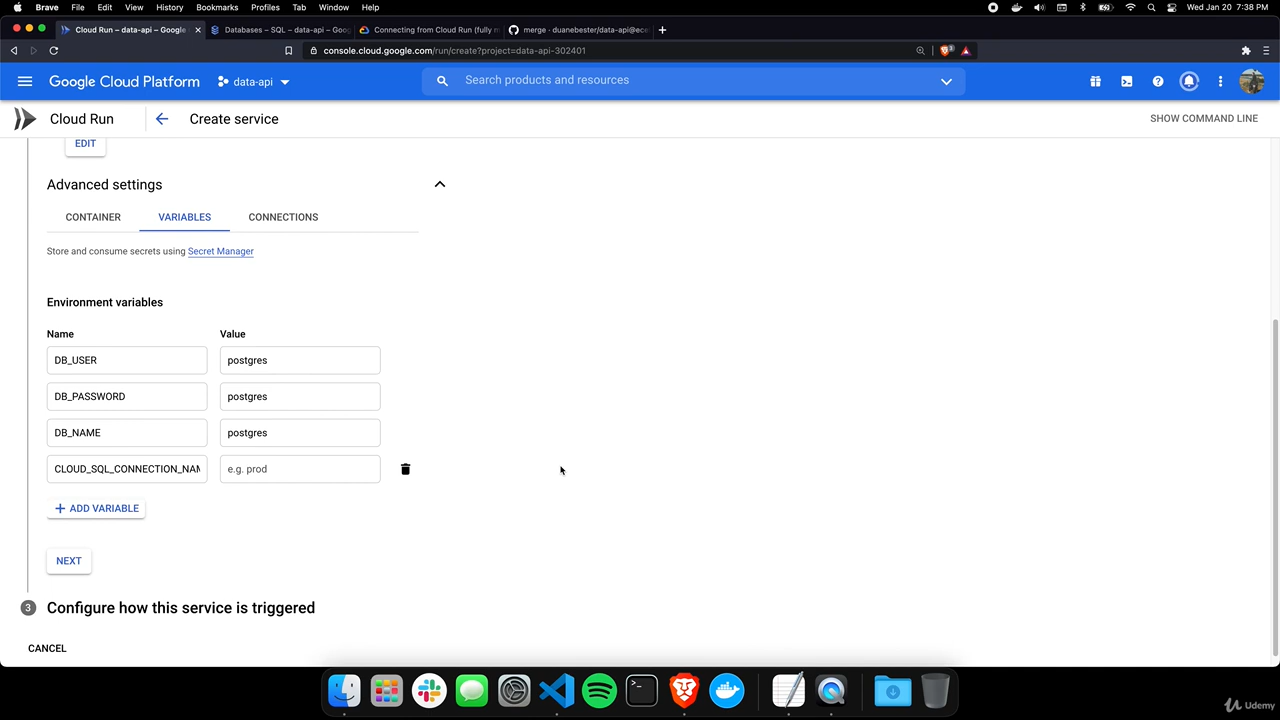 Brave File Edit View History Bookmarks Profiles Tab Window Help Wed Jan 20 7:38 PM
Cloud Run – data-api – Google Databases – SQL – data-api – Goog Connecting from Cloud Run (fully m merge · duanebester/data-api@ece
console.cloud.google.com/run/create?project=data-api-302401
Google Cloud Platform data-api Search products and resources
Cloud Run Create service SHOW COMMAND LINE
EDIT
Advanced settings
CONTAINER VARIABLES CONNECTIONS
Store and consume secrets using Secret Manager
Environment variables
Name Value
DB_USER postgres
DB_PASSWORD postgres
DB_NAME postgres
CLOUD_SQL_CONNECTION_NAM e.g. prod
+ ADD VARIABLE
NEXT
3 Configure how this service is triggered
CANCEL
Udemy